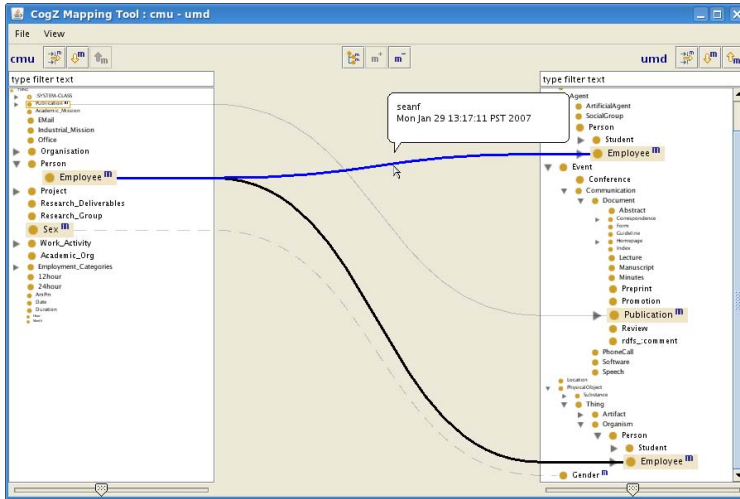 CogZ Mapping Tool : cmu - umd
File View
cmu
m
m
m
m+
m-
umd
m
m
m
type filter text
SYSTEM-CLASS
Publication m
Academic_Mission
EMail
Industrial_Mission
Office
Organisation
Person
Employee m
Project
Research_Deliverables
Research_Group
Sex m
Work_Activity
Academic_Org
Employment_Categories
12hour
24hour
AmPm
Date
Duration
seanf
Mon Jan 29 13:17:11 PST 2007
type filter text
Agent
ArtificialAgent
SocialGroup
Person
Student
Employee m
Event
Conference
Communication
Document
Abstract
Correspondence
Form
Guideline
Homepage
Index
Lecture
Manuscript
Minutes
Preprint
Promotion
Publication m
Review
rdfs_:comment
PhoneCall
Software
Speech
Location
PhysicalObject
Substance
Thing
Artifact
Organism
Person
Student
Employee m
Gender m